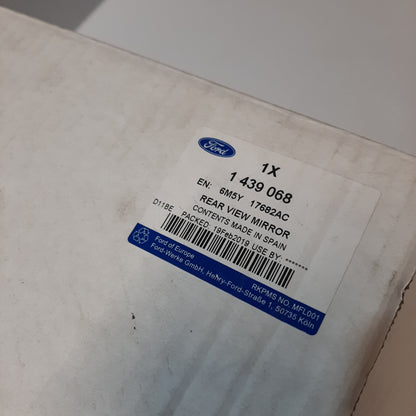 Ford
1X
1 439 068
EN: 6M5Y 17682AC
REAR VIEW MIRROR
CONTENTS MADE IN SPAIN
D11BE PACKED 19Feb2019 USE BY: *******
Ford of Europe
Ford-Werke GmbH, Henry-Ford-Straße 1, 50735 Köln
RKPMS NO. MFL001